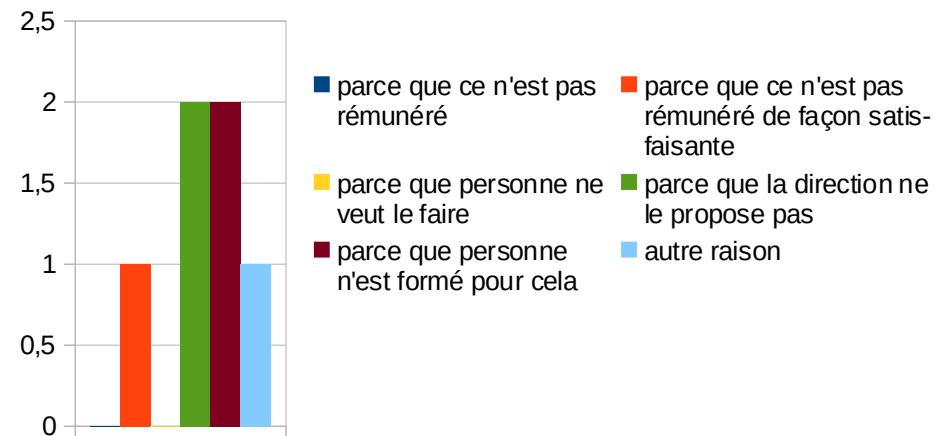 2,5
2
1,5
1
0,5
0
parce que ce n'est pas
rémunéré
parce que ce n'est pas
rémunéré de façon satis-
faisante
parce que personne ne
veut le faire
parce que la direction ne
le propose pas
parce que personne
n'est formé pour cela
autre raison